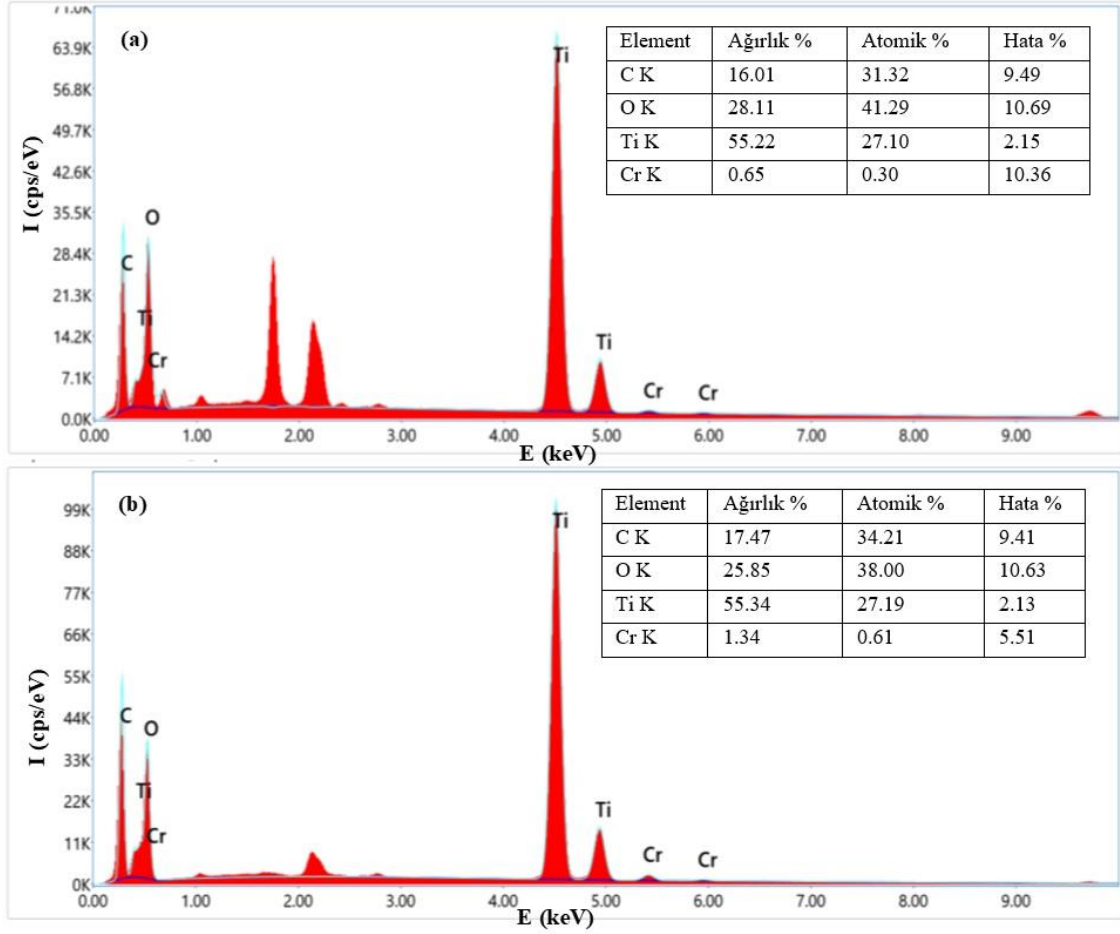 71.0K
(a)
63.9K
56.8K
49.7K
42.6K
35.5K
28.4K
21.3K
14.2K
7.1K
0.0K
I (cps/eV)
Ti
O
C
Ti
Cr
Ti
Cr
Cr
Element Ağırlık % Atomik % Hata %
C K 16.01 31.32 9.49
O K 28.11 41.29 10.69
Ti K 55.22 27.10 2.15
Cr K 0.65 0.30 10.36
0.00 1.00 2.00 3.00 4.00 5.00 6.00 7.00 8.00 9.00
E (keV)
(b)
99K
88K
77K
66K
55K
44K
33K
22K
11K
0K
I (cps/eV)
Ti
C
O
Ti
Cr
Ti
Cr
Cr
Element Ağırlık % Atomik % Hata %
C K 17.47 34.21 9.41
O K 25.85 38.00 10.63
Ti K 55.34 27.19 2.13
Cr K 1.34 0.61 5.51
0.00 1.00 2.00 3.00 4.00 5.00 6.00 7.00 8.00 9.00
E (keV)